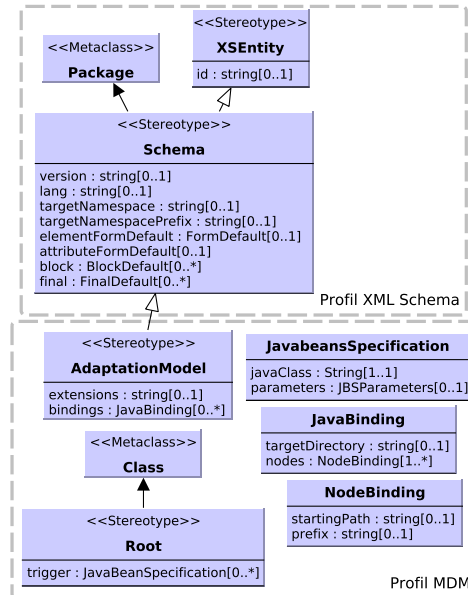 <<Stereotype>>
XSEntity
id : string[0..1]
<<Metaclass>>
Package
<<Stereotype>>
Schema
version : string[0..1]
lang : string[0..1]
targetNamespace : string[0..1]
targetNamespacePrefix : string[0..1]
elementFormDefault : FormDefault[0..1]
attributeFormDefault[0..1]
block : BlockDefault[0..*]
final : FinalDefault[0..*]
Profil XML Schema
<<Stereotype>>
AdaptationModel
extensions : string[0..1]
bindings : JavaBinding[0..*]
JavabeansSpecification
javaClass : String[1..1]
parameters : JBSParameters[0..1]
JavaBinding
targetDirectory : string[0..1]
nodes : NodeBinding[1..*]
<<Metaclass>>
Class
NodeBinding
startingPath : string[0..1]
prefix : string[0..1]
<<Stereotype>>
Root
trigger : JavaBeanSpecification[0..*]
Profil MDM